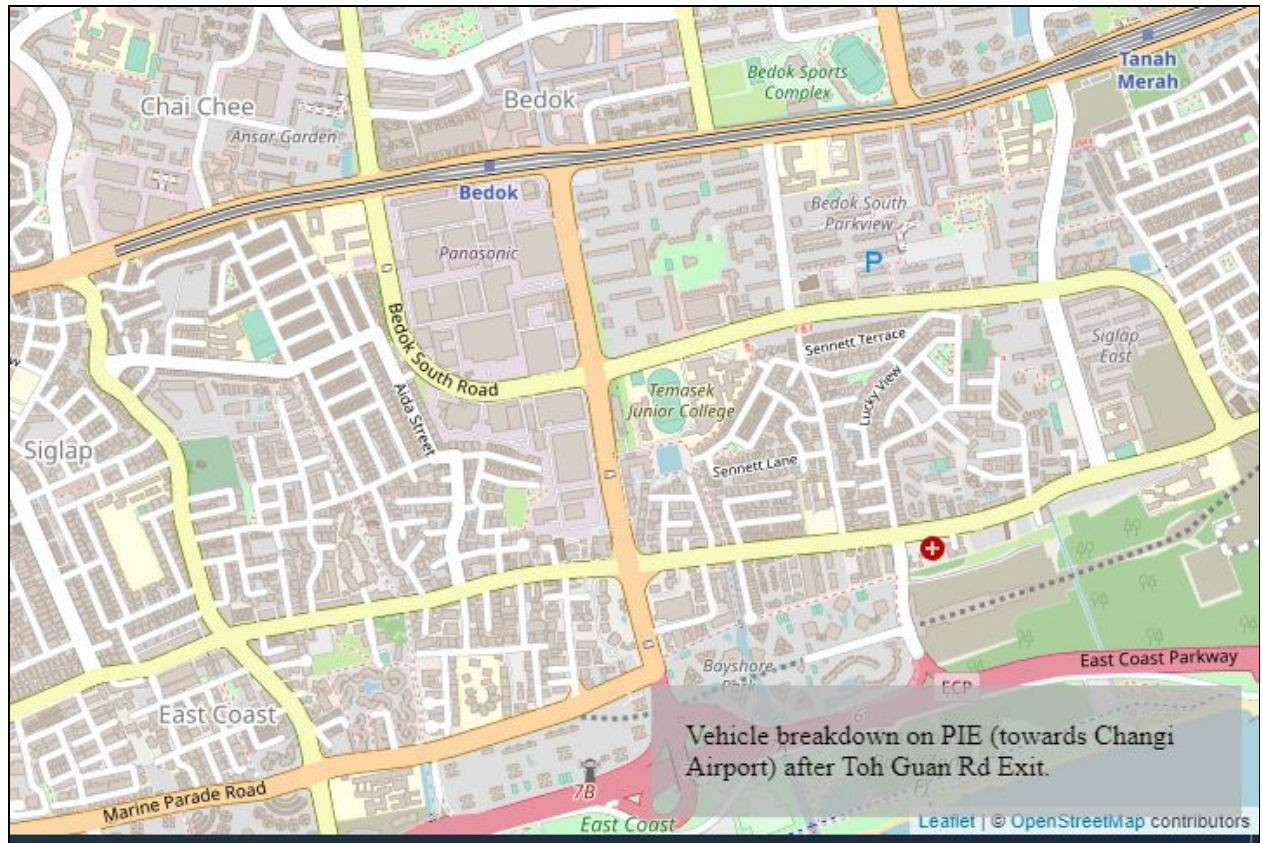 Tanah
Merah
Bedok Sports
Complex
Chai Chee
Bedok
Ansar Garden
Bedok
Bedok South
Parkview
Panasonic
P
Bedok South Road
Sennett Terrace
Siglap
East
Temasek
Junior College
Lucky View
Aida Street
Siglap
Sennett Lane
East Coast Parkway
Bayshore
ECP
East Coast
Vehicle breakdown on PIE (towards Changi
Airport) after Toh Guan Rd Exit.
Marine Parade Road
7B
East Coast
Leaflet | © OpenStreetMap contributors